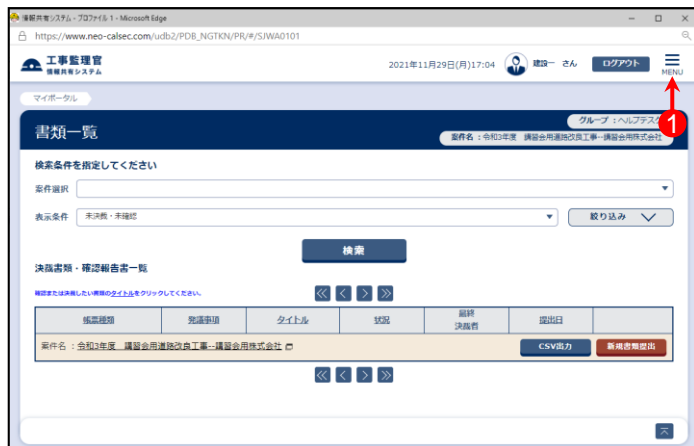 情報共有システム - プロファイル 1 - Microsoft Edge
https://www.neo-calsec.com/udb2/PDB_NGTKN/PR/#/SJWA0101
工事監理官
情報共有システム
2021年11月29日(月)17:04
建設一 さん
ログアウト
MENU
1
マイポータル
書類一覧
グループ：ヘルプデスク
案件名：令和3年度 講習会用道路改良工事--講習会用株式会社
検索条件を指定してください
案件選択
表示条件 未決裁・未確認
絞り込み
検索
決裁書類・確認報告書一覧
確認または決裁したい書類のタイトルをクリックしてください。
帳票種類 発議事項 タイトル 状況 最終決裁者 提出日
案件名：令和3年度 講習会用道路改良工事--講習会用株式会社
CSV出力
新規書類提出